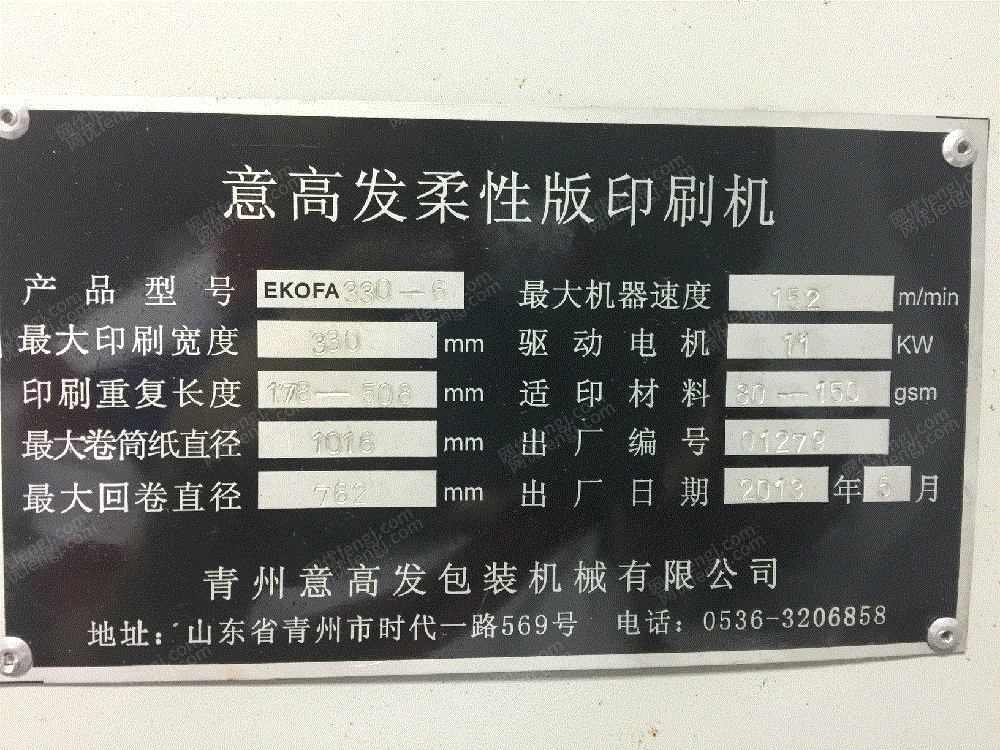 意高发柔性版印刷机
产品型号 EKOFA330—6 最大机器速度 152 m/min
最大印刷宽度 330 mm 驱动电机 11 KW
印刷重复长度 178—508 mm 适印材料 80—150 gsm
最大卷筒纸直径 1016 mm 出厂编号 01279
最大回卷直径 762 mm 出厂日期 2013 年 5 月
青州意高发包装机械有限公司
地址：山东省青州市时代一路569号 电话：0536-3206858